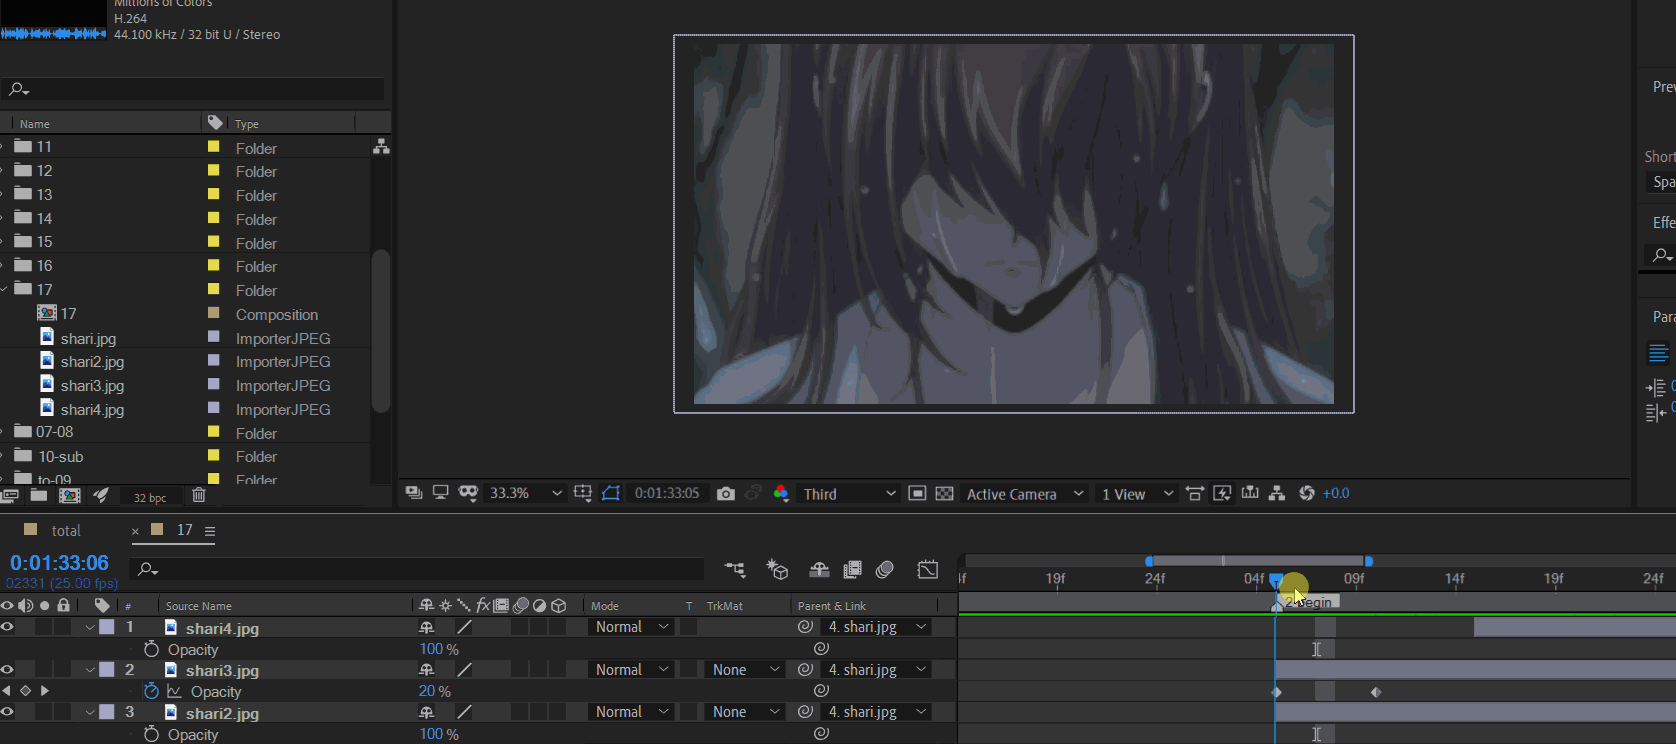 Millions of Colors
H.264
44.100 kHz / 32 bit U / Stereo
Name Type
11 Folder
12 Folder
13 Folder
14 Folder
15 Folder
16 Folder
17 Folder
17 Composition
shari.jpg ImporterJPEG
shari2.jpg ImporterJPEG
shari3.jpg ImporterJPEG
shari4.jpg ImporterJPEG
07-08 Folder
10-sub Folder
to-09 Folder
32 bpc
33.3% 0:01:33:05 Third Active Camera 1 View +0.0
Prev
Short
Spa
Effe
Para
0
0
total × 17
0:01:33:06
02331 (25.00 fps)
19f 24f 04f 09f 14f 19f 24f
# Source Name Mode T TrkMat Parent & Link
1 shari4.jpg Normal 4. shari.jpg
Opacity 100 %
2 shari3.jpg Normal None 4. shari.jpg
Opacity 20 %
3 shari2.jpg Normal None 4. shari.jpg
Opacity 100 %